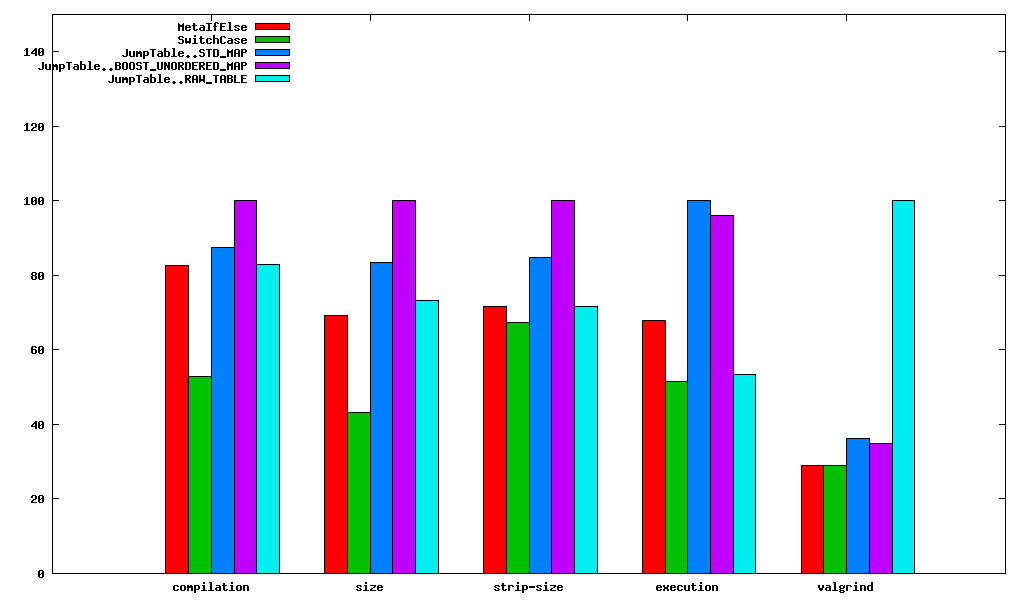 MetaIfElse
SwitchCase
JumpTable..STD_MAP
JumpTable..BOOST_UNORDERED_MAP
JumpTable..RAW_TABLE
140
120
100
80
60
40
20
0
compilation size strip-size execution valgrind